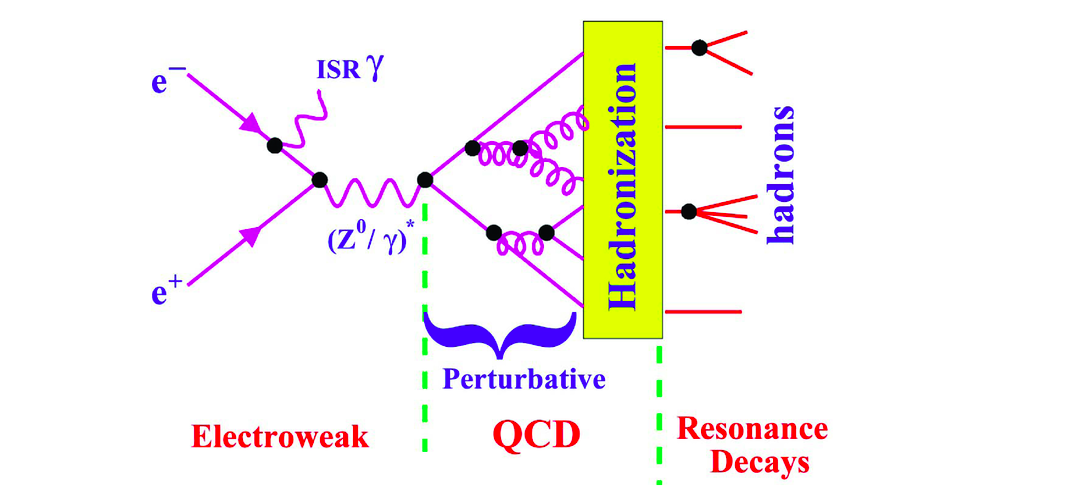 e⁻
ISR γ
e⁺
(Z⁰/ γ)*
Hadronization
hadrons
Perturbative
Electroweak
QCD
Resonance
Decays